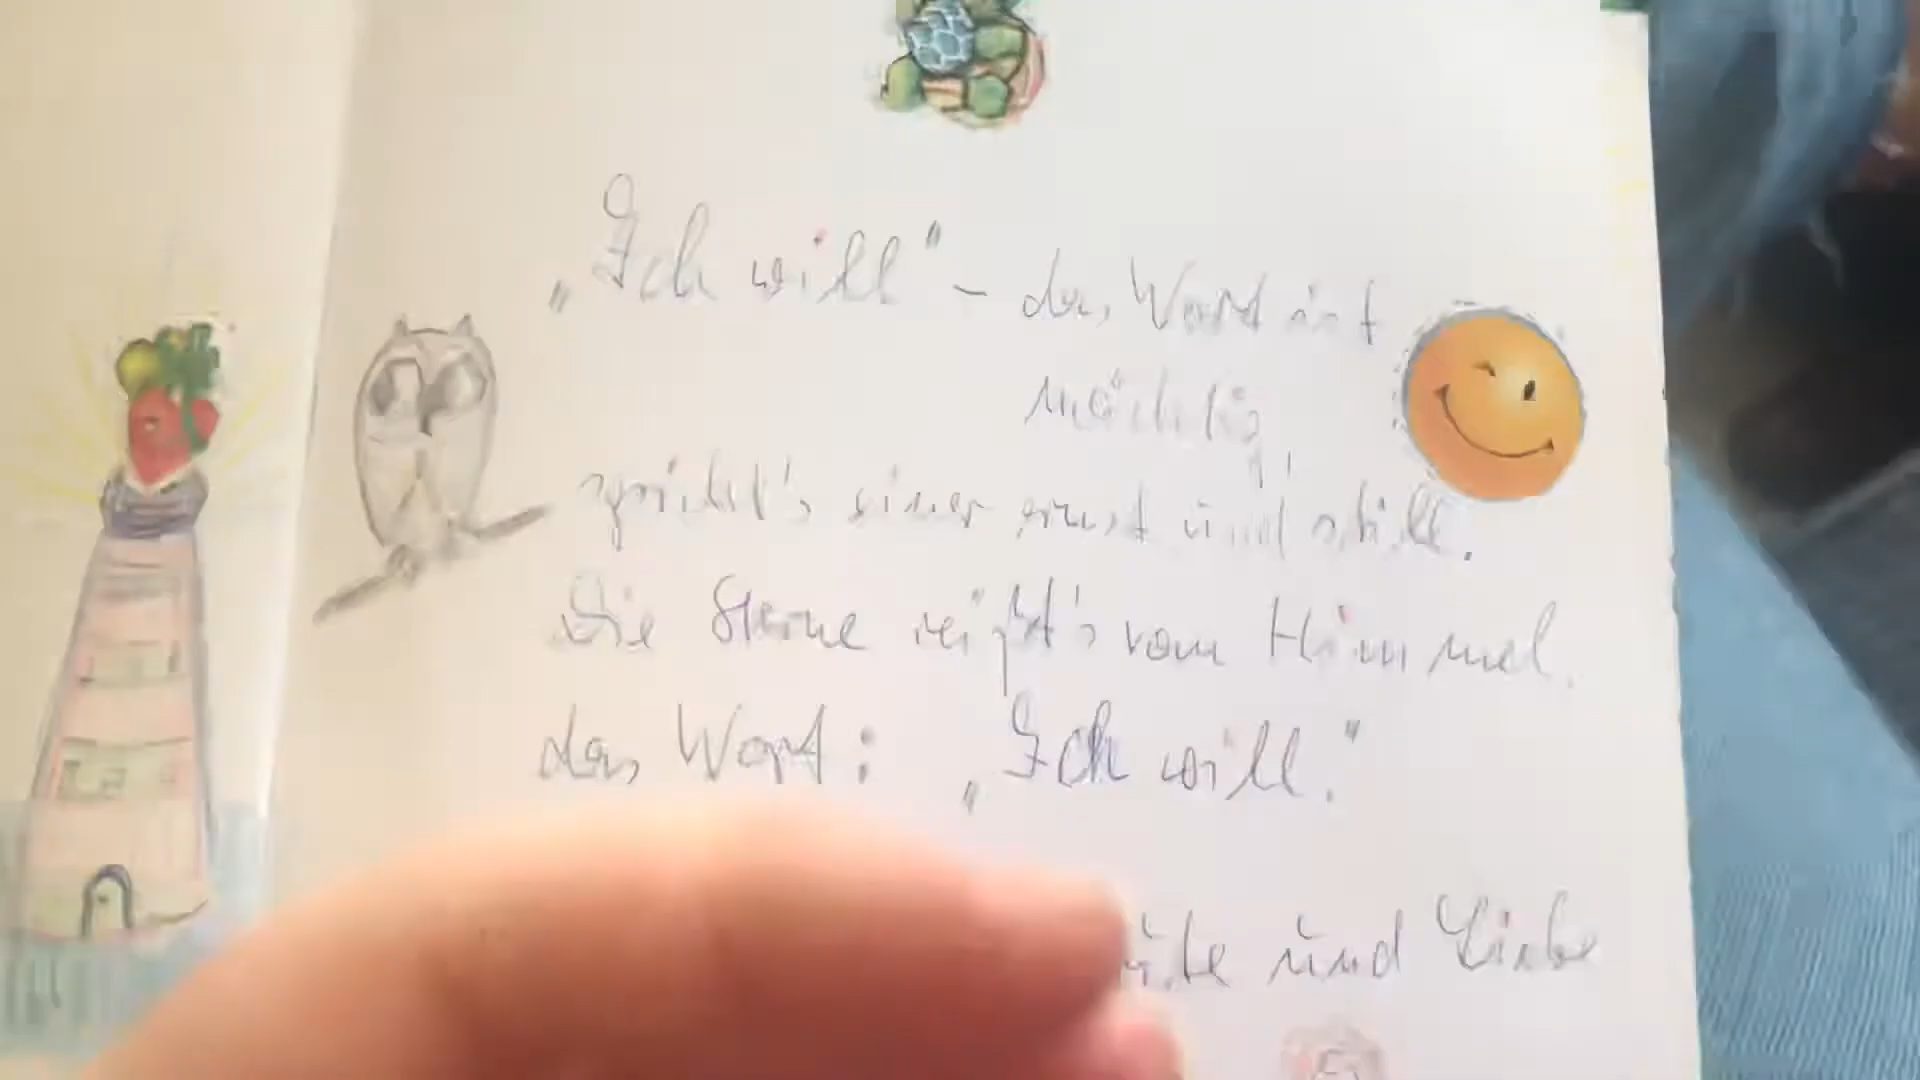 „Ich will" – das Wort ist
mächtig,
spricht's einer ernst und still.
Die Sterne reißt's vom Himmel,
das Wort: „Ich will."
und Liebe